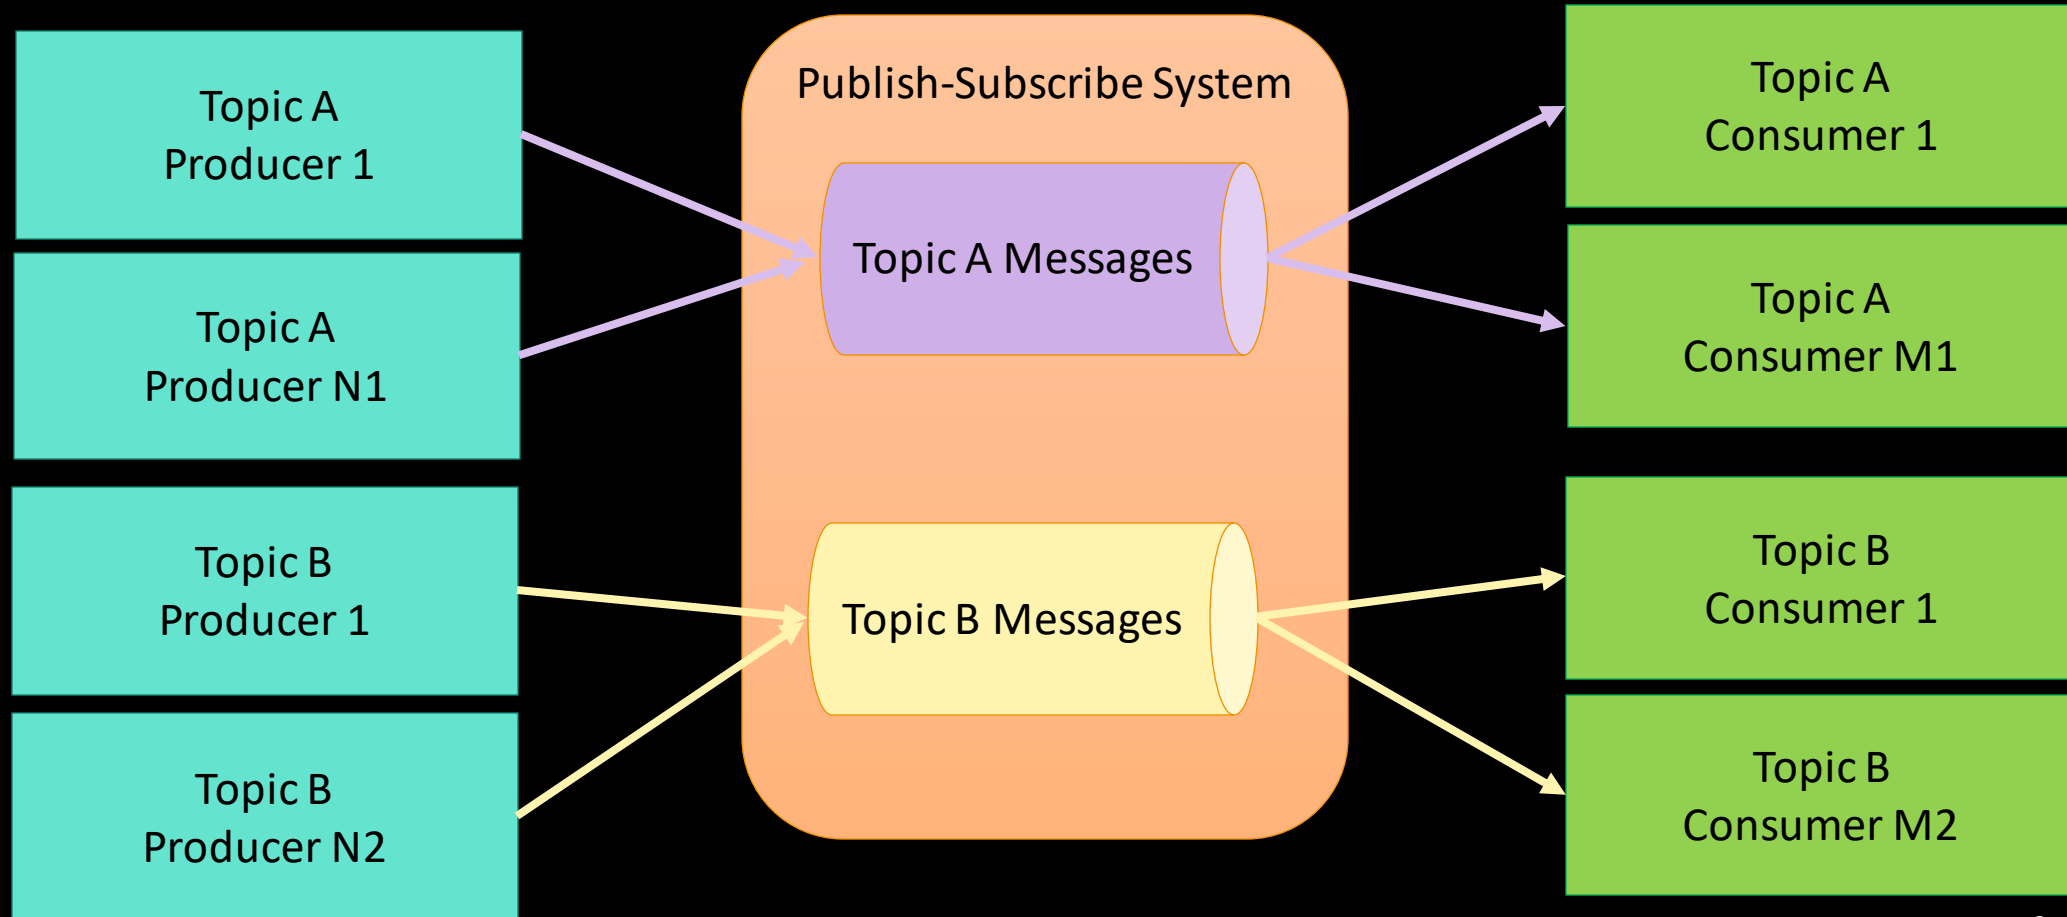 Topic A
Producer 1
Topic A
Producer N1
Topic B
Producer 1
Topic B
Producer N2
Publish-Subscribe System
Topic A Messages
Topic B Messages
Topic A
Consumer 1
Topic A
Consumer M1
Topic B
Consumer 1
Topic B
Consumer M2